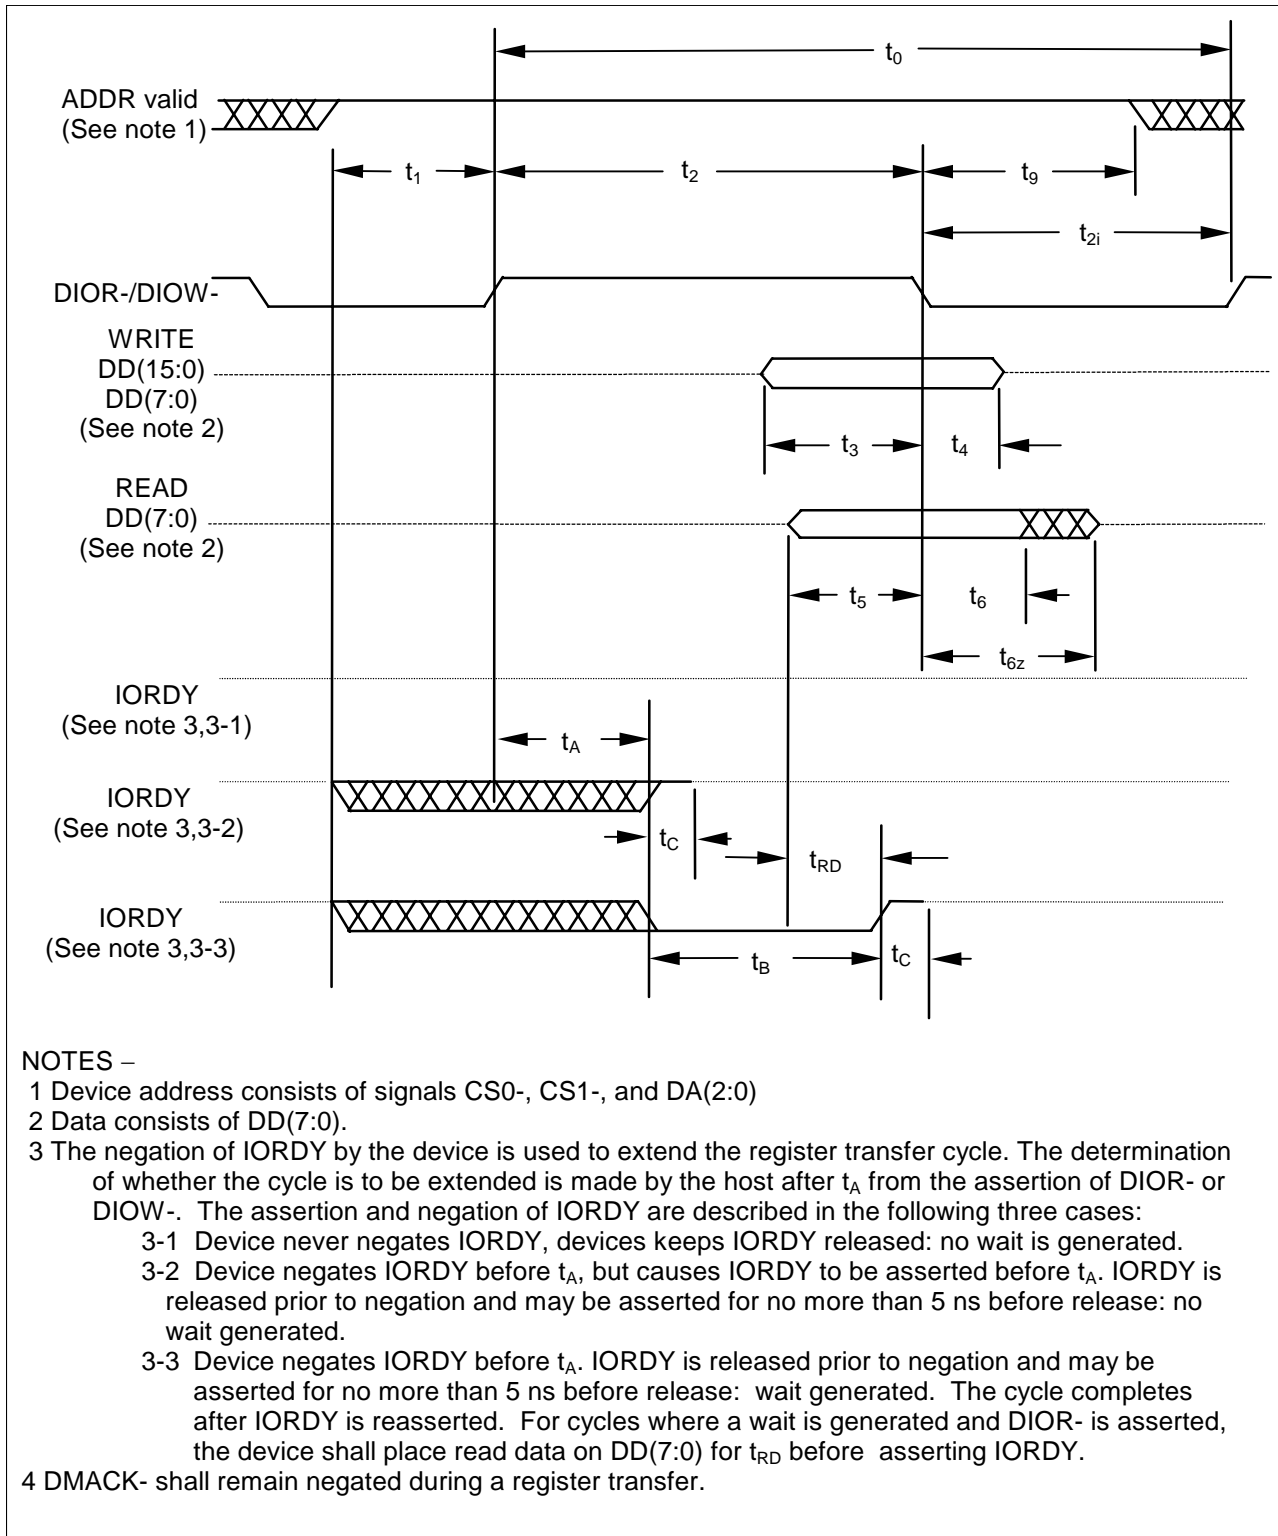 t0
ADDR valid
(See note 1)
t1
t2
t9
t2i
DIOR-/DIOW-
WRITE
DD(15:0)
DD(7:0)
(See note 2)
t3
t4
READ
DD(7:0)
(See note 2)
t5
t6
t6z
IORDY
(See note 3,3-1)
tA
IORDY
(See note 3,3-2)
tC
tRD
IORDY
(See note 3,3-3)
tB
tC
NOTES –
1 Device address consists of signals CS0-, CS1-, and DA(2:0)
2 Data consists of DD(7:0).
3 The negation of IORDY by the device is used to extend the register transfer cycle. The determination
of whether the cycle is to be extended is made by the host after tA from the assertion of DIOR- or
DIOW-. The assertion and negation of IORDY are described in the following three cases:
3-1 Device never negates IORDY, devices keeps IORDY released: no wait is generated.
3-2 Device negates IORDY before tA, but causes IORDY to be asserted before tA. IORDY is
released prior to negation and may be asserted for no more than 5 ns before release: no
wait generated.
3-3 Device negates IORDY before tA. IORDY is released prior to negation and may be
asserted for no more than 5 ns before release: wait generated. The cycle completes
after IORDY is reasserted. For cycles where a wait is generated and DIOR- is asserted,
the device shall place read data on DD(7:0) for tRD before asserting IORDY.
4 DMACK- shall remain negated during a register transfer.